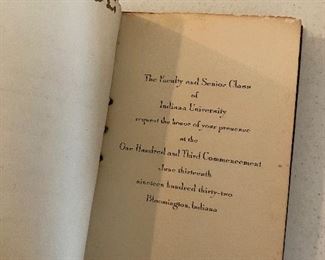 The Faculty and Senior Class
of
Indiana University
request the honor of your presence
at the
One Hundred and Third Commencement
June thirteenth
nineteen hundred thirty-two
Bloomington, Indiana